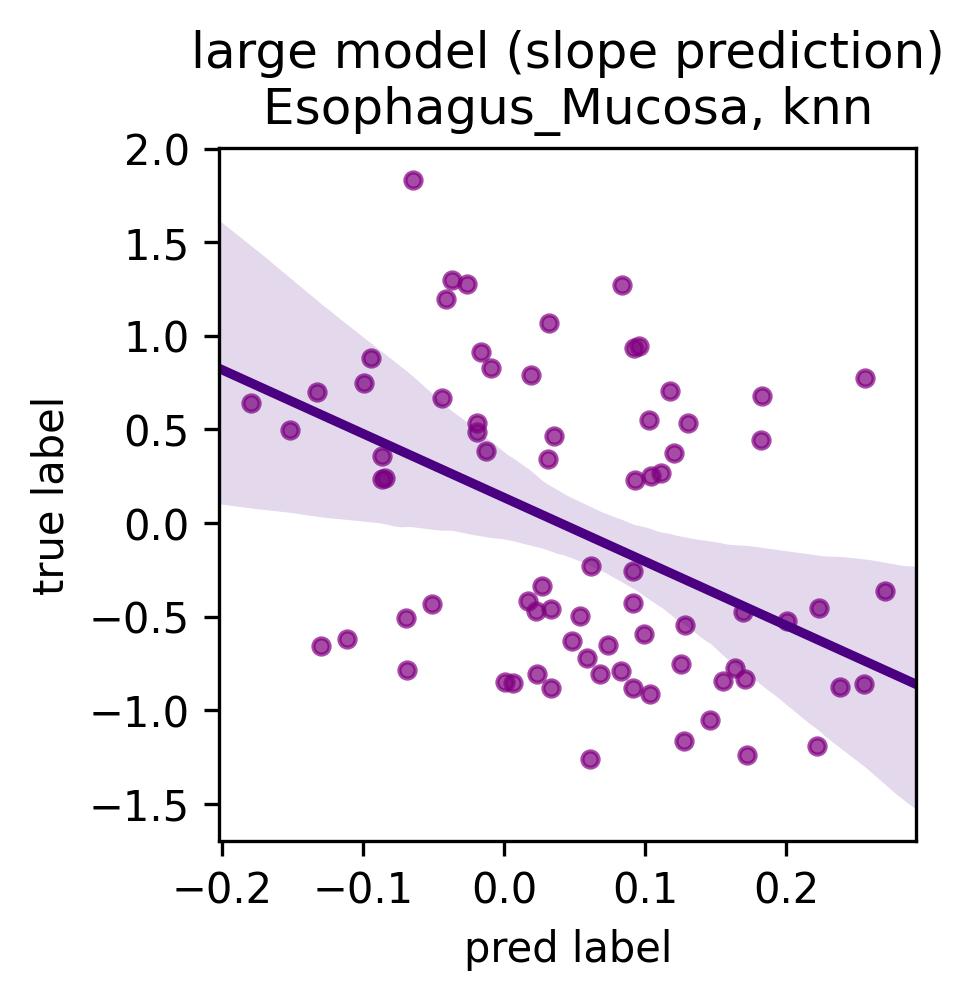 large model (slope prediction)
Esophagus_Mucosa, knn
2.0
1.5
1.0
0.5
0.0
−0.5
−1.0
−1.5
true label
−0.2 −0.1 0.0 0.1 0.2
pred label